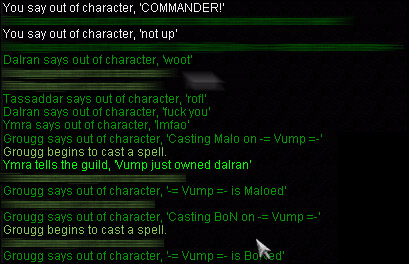 You say out of character, 'COMMANDER!'
You say out of character, 'not up'
Dalran says out of character, 'woot'
Tassaddar says out of character, 'rofl'
Dalran says out of character, 'fuck you'
Ymra says out of character, 'lmfao'
Grougg says out of character, 'Casting Malo on -= Vump =-'
Grougg begins to cast a spell.
Ymra tells the guild, 'Vump just owned dalran'
Grougg says out of character, '-= Vump =- is Maloed'
Grougg says out of character, 'Casting BoN on -= Vump =-'
Grougg begins to cast a spell.
Grougg says out of character, '-= Vump =- is BoNed'